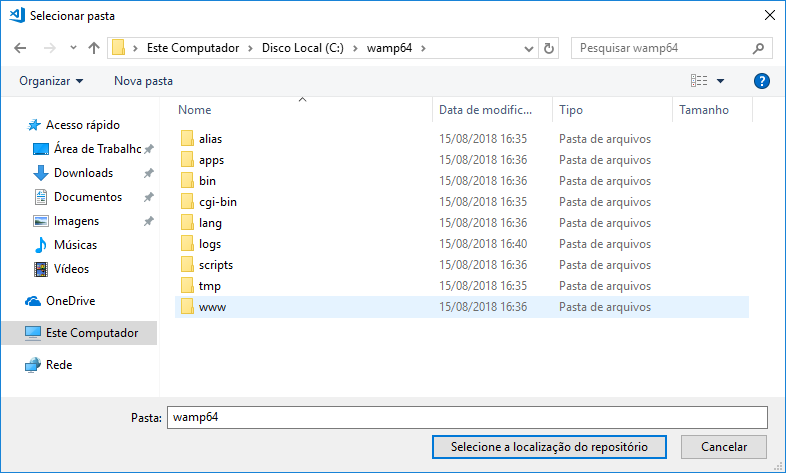 Selecionar pasta
Este Computador Disco Local (C:) wamp64 Pesquisar wamp64
Organizar Nova pasta ?
Nome Data de modific... Tipo Tamanho
Acesso rápido
Área de Trabalhc
Downloads
Documentos
Imagens
Músicas
Vídeos
OneDrive
Este Computador
Rede
alias 15/08/2018 16:35 Pasta de arquivos
apps 15/08/2018 16:36 Pasta de arquivos
bin 15/08/2018 16:36 Pasta de arquivos
cgi-bin 15/08/2018 16:35 Pasta de arquivos
lang 15/08/2018 16:36 Pasta de arquivos
logs 15/08/2018 16:40 Pasta de arquivos
scripts 15/08/2018 16:36 Pasta de arquivos
tmp 15/08/2018 16:35 Pasta de arquivos
www 15/08/2018 16:36 Pasta de arquivos
Pasta: wamp64
Selecione a localização do repositório Cancelar